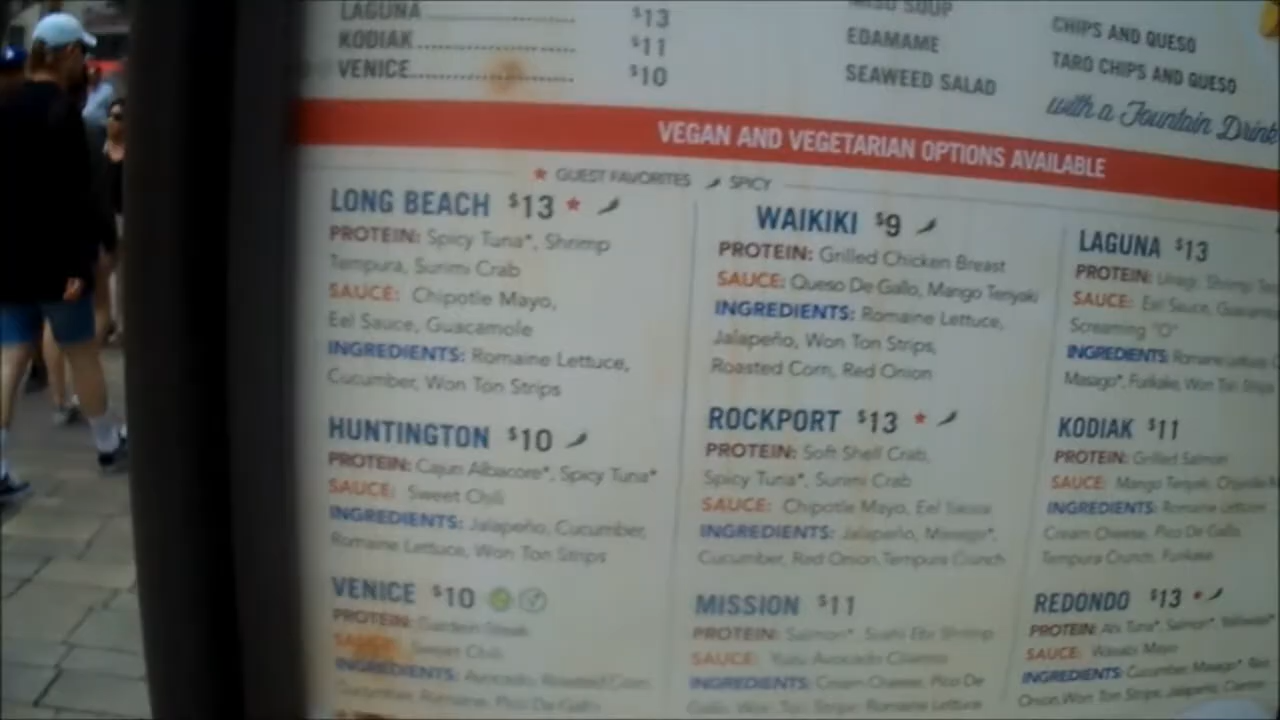 LAGUNA $13
KODIAK $11
VENICE $10
MISO SOUP
EDAMAME
SEAWEED SALAD
CHIPS AND QUESO
TARO CHIPS AND QUESO
with a Fountain Drink
VEGAN AND VEGETARIAN OPTIONS AVAILABLE
GUEST FAVORITES SPICY
LONG BEACH $13
PROTEIN: Spicy Tuna*, Shrimp
Tempura, Surimi Crab
SAUCE: Chipotle Mayo,
Eel Sauce, Guacamole
INGREDIENTS: Romaine Lettuce,
Cucumber, Won Ton Strips
HUNTINGTON $10
PROTEIN: Cajun Albacore*, Spicy Tuna*
SAUCE: Sweet Chili
INGREDIENTS: Jalapeño, Cucumber,
Romaine Lettuce, Won Ton Strips
VENICE $10
PROTEIN: Garden Steak
SAUCE: Sweet Chili
INGREDIENTS: Avocado, Roasted Corn,
Cucumber, Romaine, Pico De Gallo
WAIKIKI $9
PROTEIN: Grilled Chicken Breast
SAUCE: Queso De Gallo, Mango Teriyaki
INGREDIENTS: Romaine Lettuce,
Jalapeño, Won Ton Strips,
Roasted Corn, Red Onion
ROCKPORT $13
PROTEIN: Soft Shell Crab,
Spicy Tuna*, Surimi Crab
SAUCE: Chipotle Mayo, Eel Sauce
INGREDIENTS: Jalapeño, Masago*,
Cucumber, Red Onion, Tempura Crunch
MISSION $11
PROTEIN: Salmon*, Sushi Ebi Shrimp
SAUCE: Yuzu Avocado Cilantro
INGREDIENTS: Cream Cheese, Pico De
Gallo, Won Ton Strips, Romaine Lettuce
LAGUNA $13
PROTEIN: Unagi, Shrimp
SAUCE: Eel Sauce,
Screaming "O"
INGREDIENTS: Romaine
Masago*, Furikake, Won Ton Strips
KODIAK $11
PROTEIN: Grilled Salmon
SAUCE: Mango Teriyaki,
INGREDIENTS: Romaine Lettuce
Cream Cheese, Pico De Gallo,
Tempura Crunch, Furikake
REDONDO $13
PROTEIN: Ahi Tuna*, Salmon*,
SAUCE: Wasabi Mayo
INGREDIENTS: Cucumber, Masago*, Red
Onion, Won Ton Strips, Jalapeño,